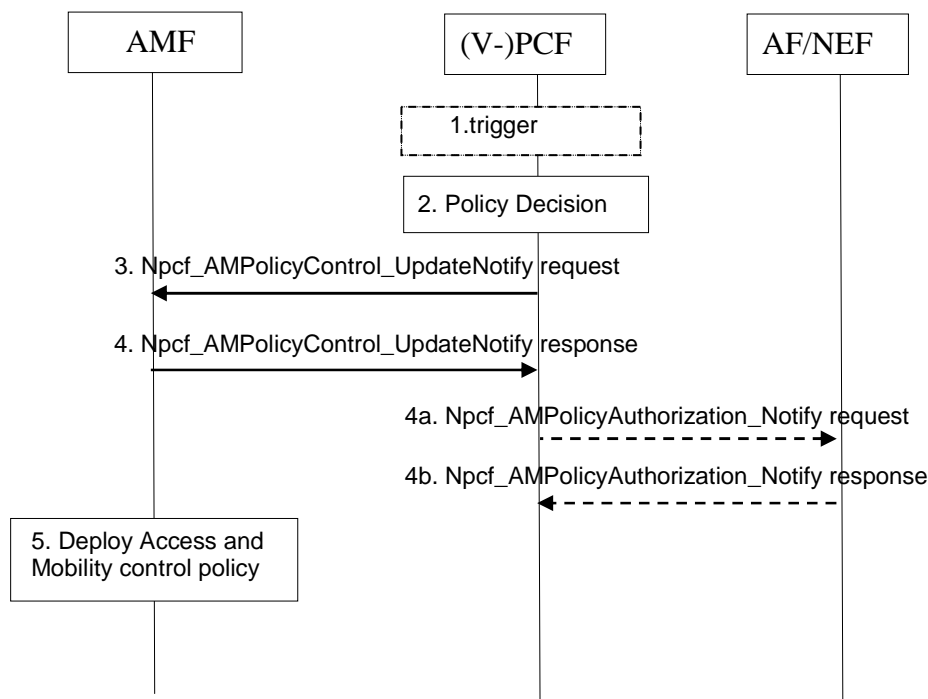 AMF
(V-)PCF
AF/NEF
1.trigger
2. Policy Decision
3. Npcf_AMPolicyControl_UpdateNotify request
4. Npcf_AMPolicyControl_UpdateNotify response
4a. Npcf_AMPolicyAuthorization_Notify request
4b. Npcf_AMPolicyAuthorization_Notify response
5. Deploy Access and
Mobility control policy